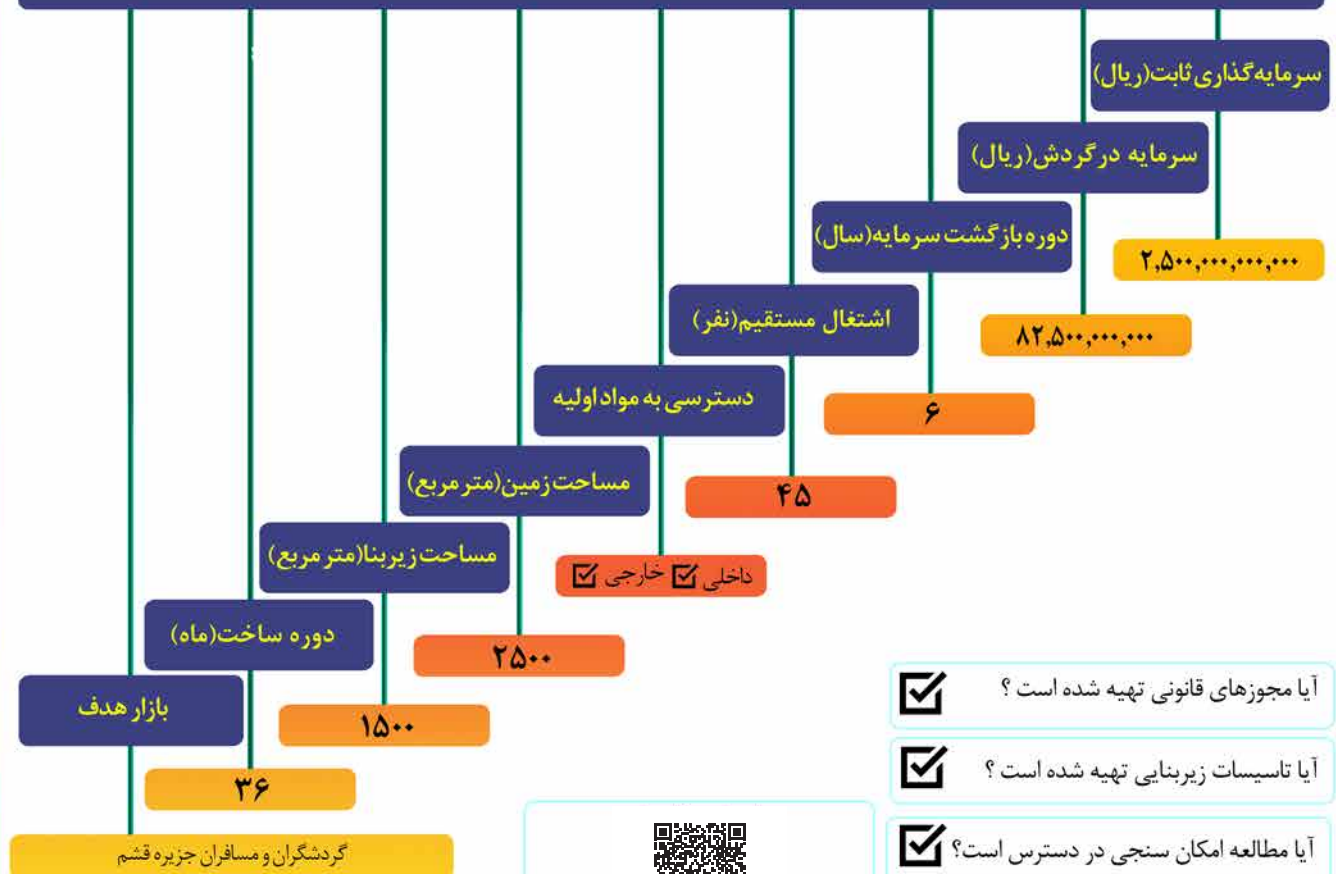 سرمایه‌گذاری ثابت(ریال)
۲,۵۰۰,۰۰۰,۰۰۰,۰۰۰
سرمایه در گردش(ریال)
۸۲,۵۰۰,۰۰۰,۰۰۰
دوره بازگشت سرمایه(سال)
۶
اشتغال مستقیم(نفر)
۴۵
دسترسی به مواد اولیه
داخلی ☑ خارجی ☑
مساحت زمین(متر مربع)
۲۵۰۰
مساحت زیربنا(متر مربع)
۱۵۰۰
دوره ساخت(ماه)
۳۶
بازار هدف
گردشگران و مسافران جزیره قشم
آیا مجوزهای قانونی تهیه شده است ؟ ☑
آیا تاسیسات زیربنایی تهیه شده است ؟ ☑
آیا مطالعه امکان سنجی در دسترس است؟ ☑